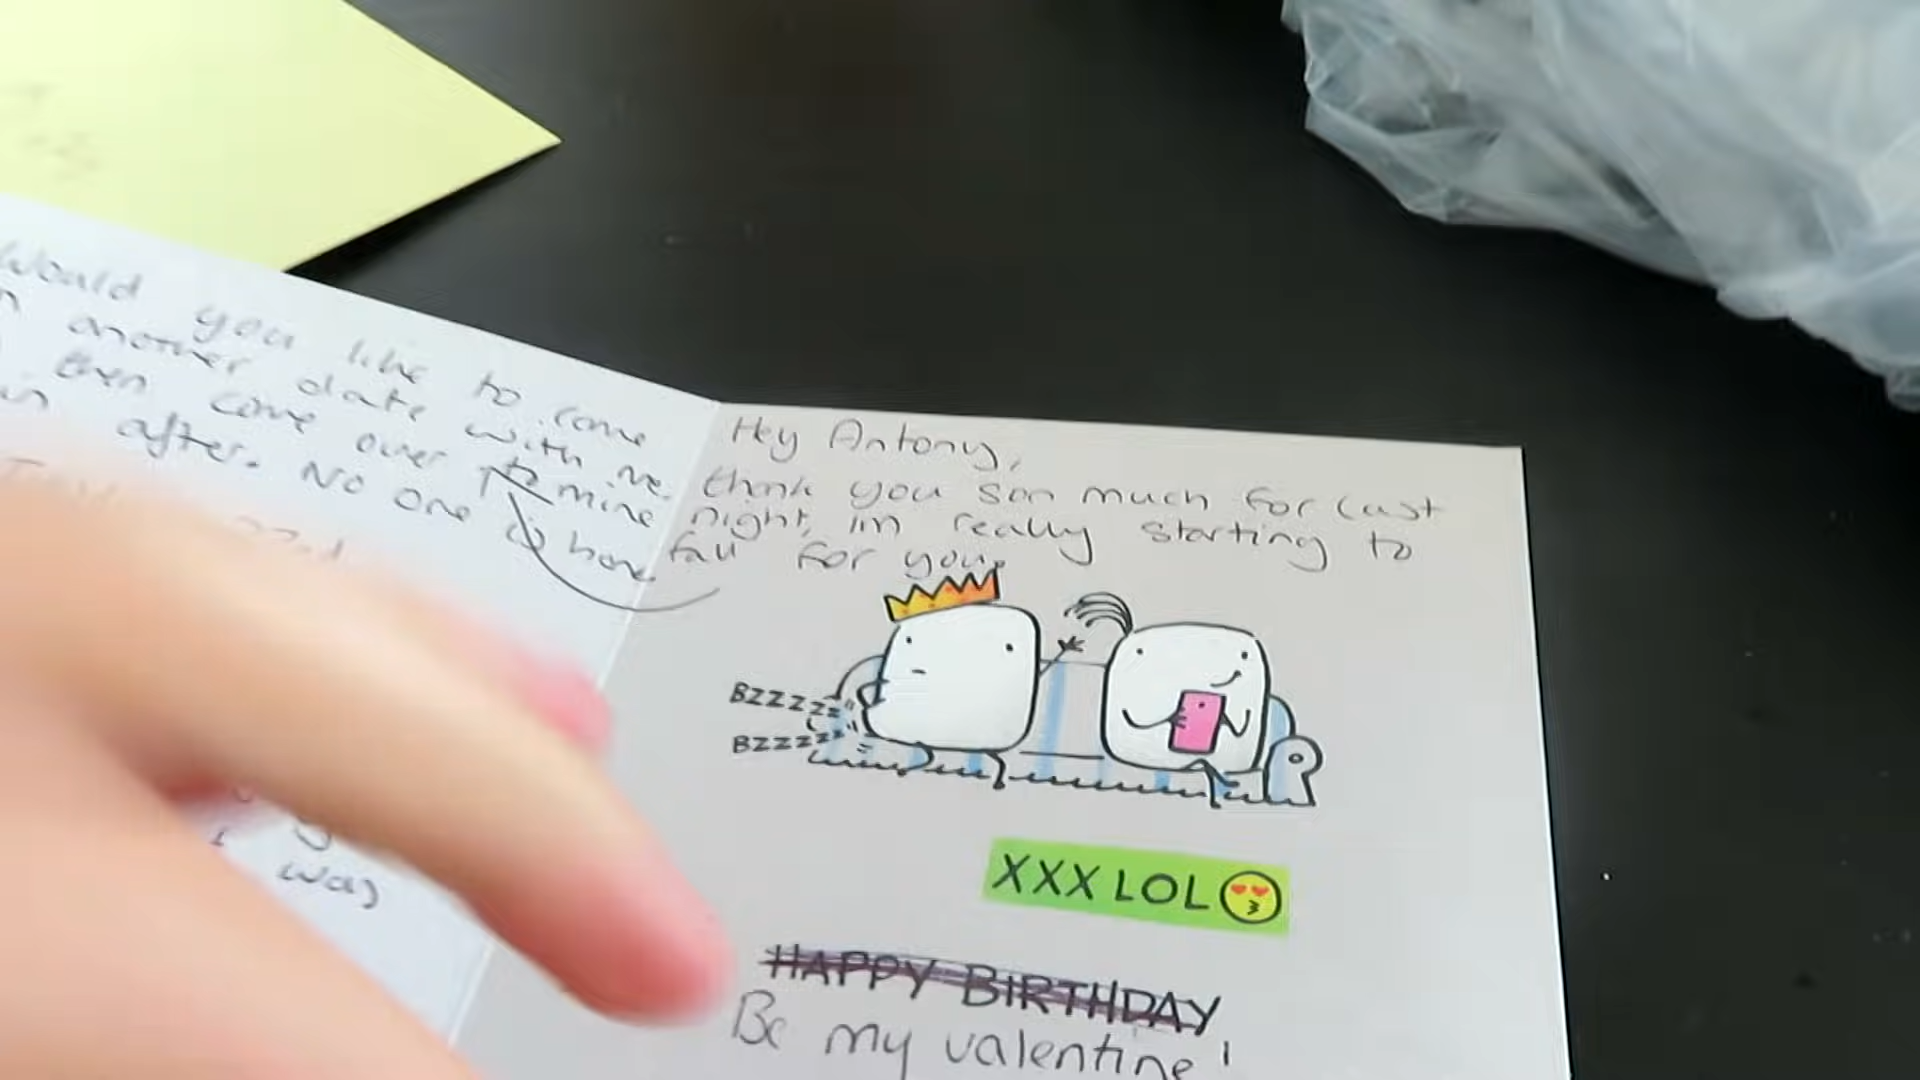 Would you like to come
another date with me.
then come over to mine
after. No one is home
was
Hey Antony,
thnk you soo much for last
night, im really starting to
fall for you.
BZZZZZ
BZZZZZ
XXX LOL
HAPPY BIRTHDAY
Be my valentine!